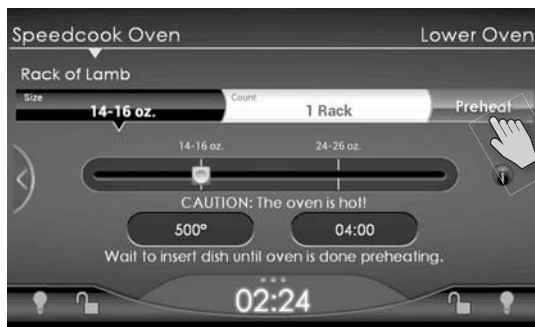 Speedcook Oven Lower Oven
Rack of Lamb
Size 14-16 oz. Count 1 Rack Preheat
14-16 oz. 24-26 oz.
CAUTION: The oven is hot!
500° 04:00
Wait to insert dish until oven is done preheating.
02:24